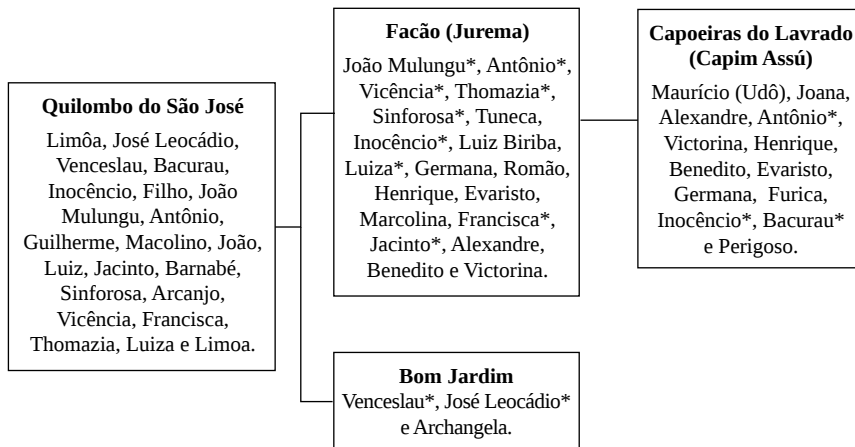 Quilombo do São José
Limôa, José Leocádio,
Venceslau, Bacurau,
Inocêncio, Filho, João
Mulungu, Antônio,
Guilherme, Macolino, João,
Luiz, Jacinto, Barnabé,
Sinforosa, Arcanjo,
Vicência, Francisca,
Thomazia, Luiza e Limoa.
Facão (Jurema)
João Mulungu*, Antônio*,
Vicência*, Thomazia*,
Sinforosa*, Tuneca,
Inocêncio*, Luiz Biriba,
Luiza*, Germana, Romão,
Henrique, Evaristo,
Marcolina, Francisca*,
Jacinto*, Alexandre,
Benedito e Victorina.
Bom Jardim
Venceslau*, José Leocádio*
e Archangela.
Capoeiras do Lavrado
(Capim Assú)
Maurício (Udô), Joana,
Alexandre, Antônio*,
Victorina, Henrique,
Benedito, Evaristo,
Germana, Furica,
Inocêncio*, Bacurau*
e Perigoso.